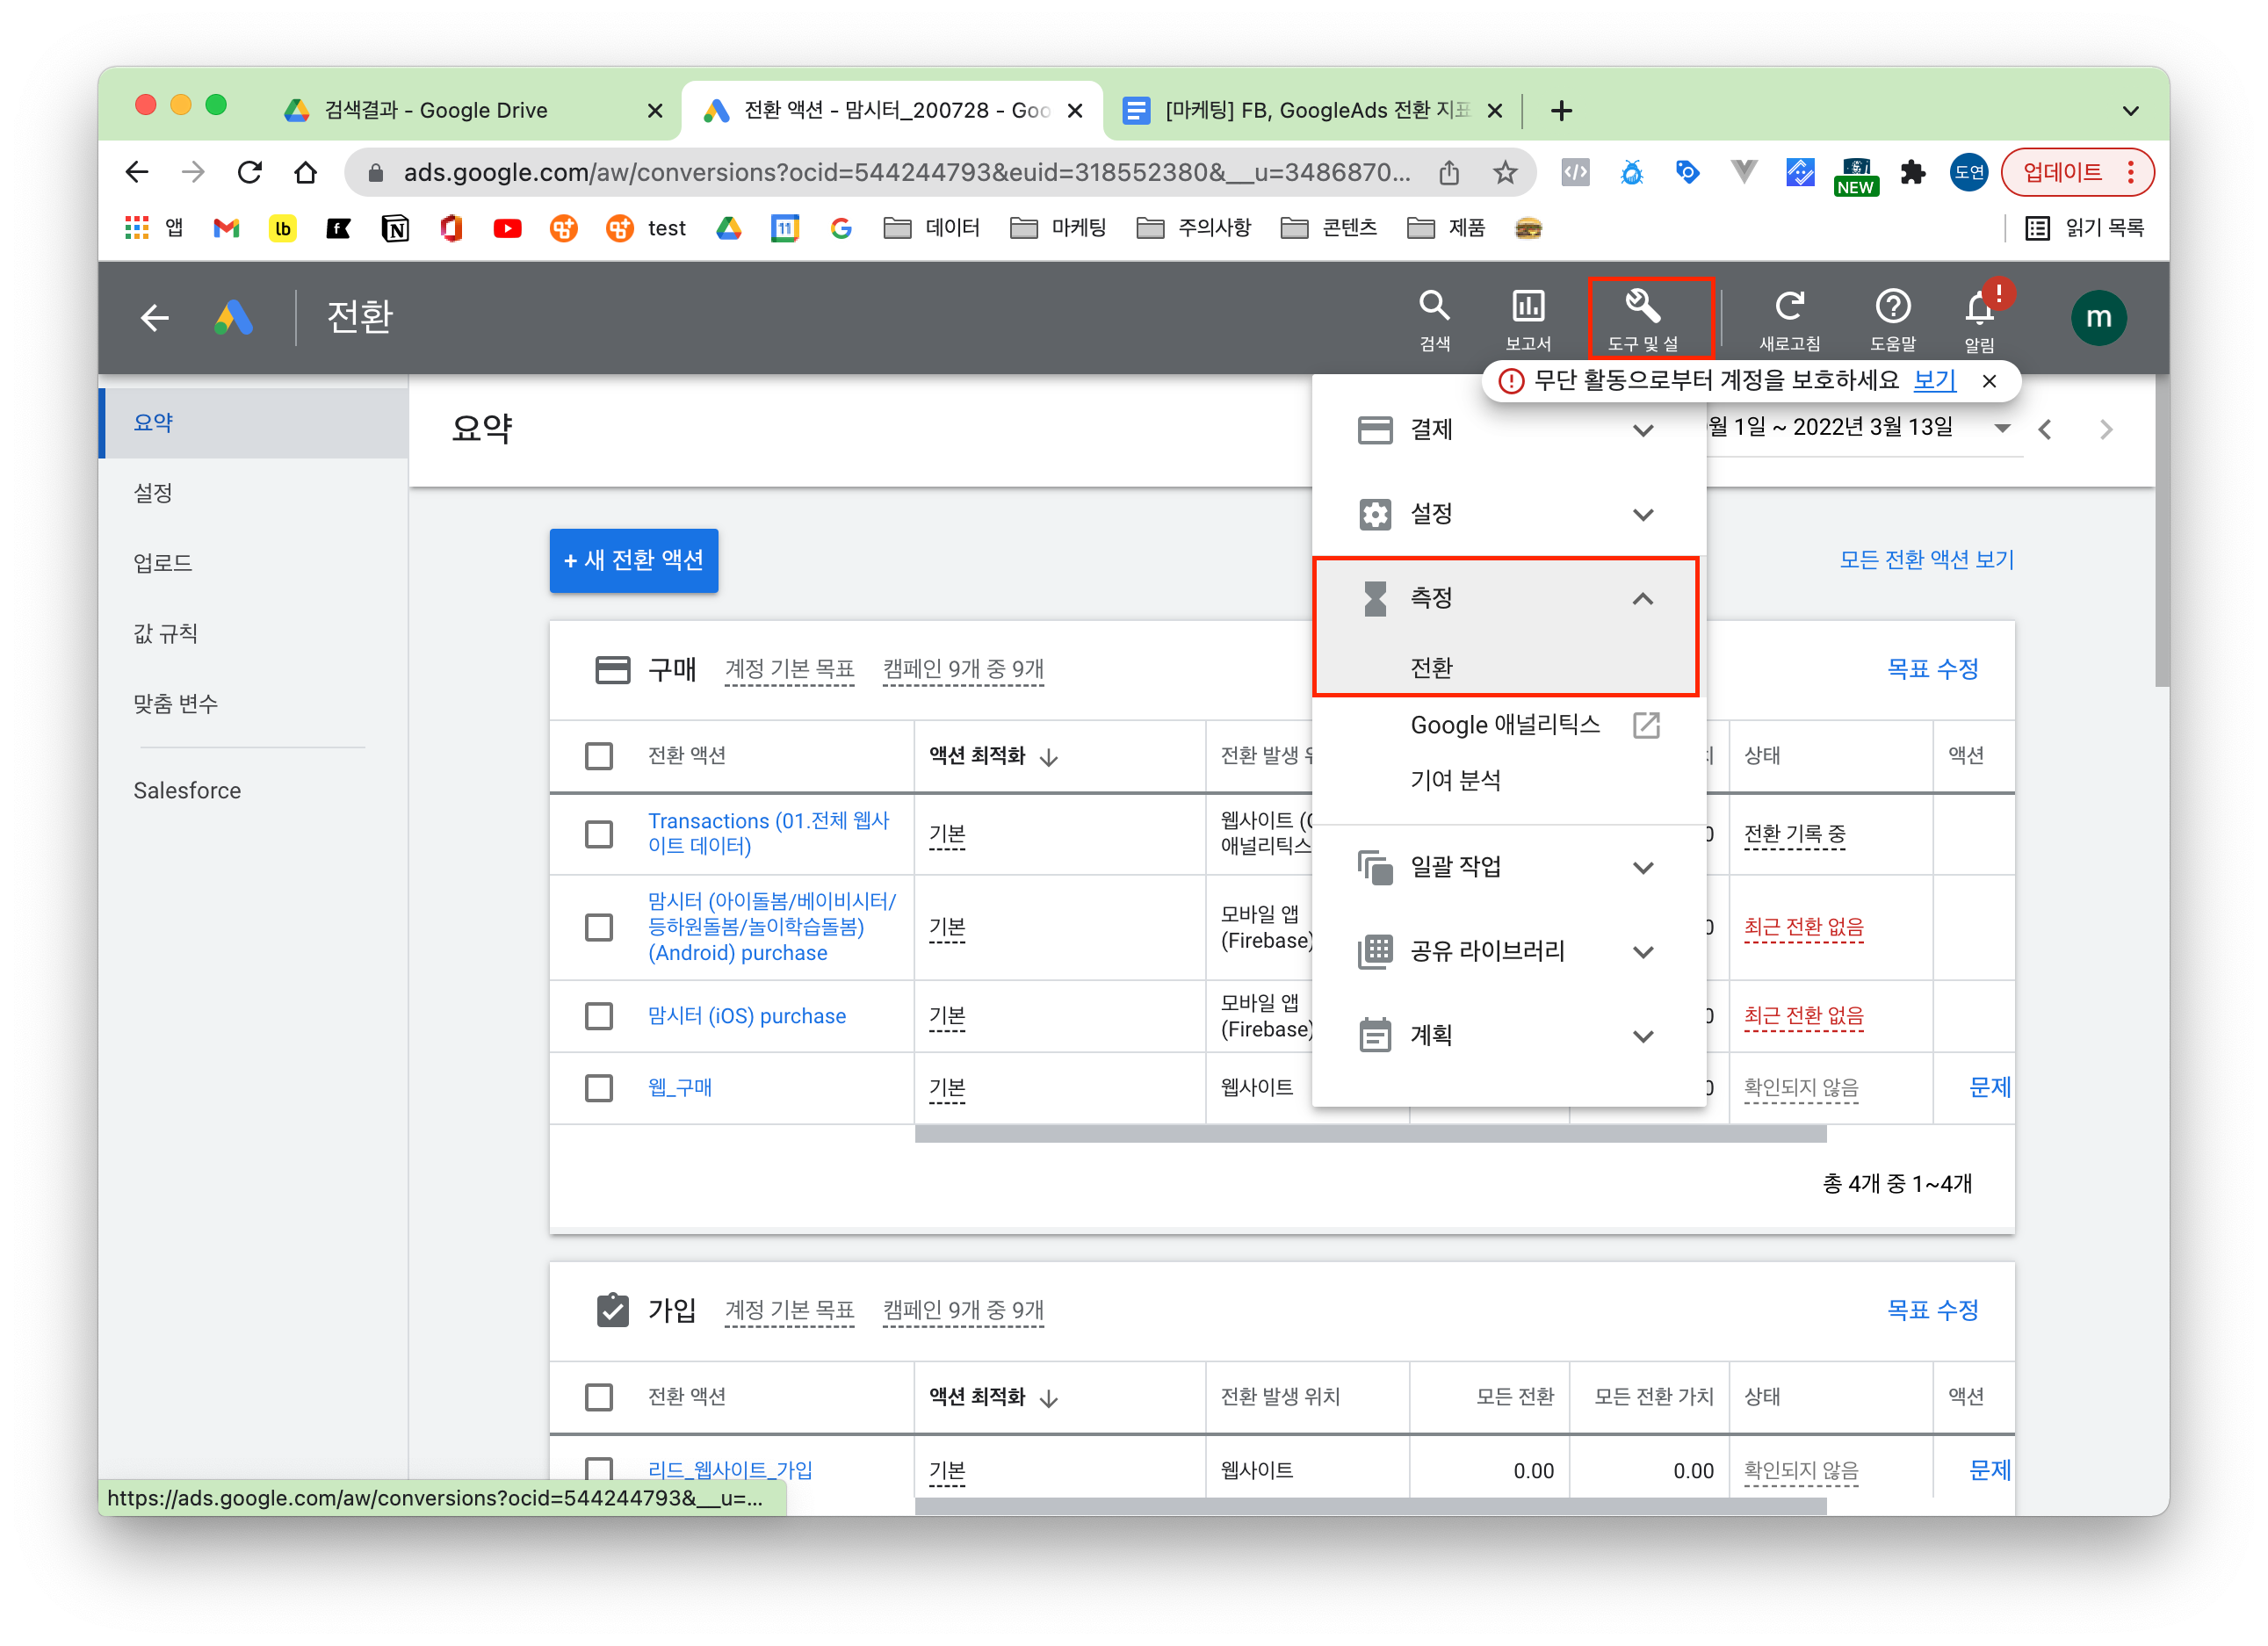 검색결과 - Google Drive
전환 액션 - 맘시터_200728 - Goo
[마케팅] FB, GoogleAds 전환 지표
ads.google.com/aw/conversions?ocid=544244793&euid=318552380&__u=3486870...
NEW
도연
업데이트
앱
lb
f
N
test
11
G
데이터
마케팅
주의사항
콘텐츠
제품
읽기 목록
전환
검색
보고서
도구 및 설
새로고침
도움말
알림
m
무단 활동으로부터 계정을 보호하세요 보기
요약
설정
업로드
값 규칙
맞춤 변수
Salesforce
요약
월 1일 ~ 2022년 3월 13일
+ 새 전환 액션
모든 전환 액션 보기
결제
설정
측정
전환
Google 애널리틱스
기여 분석
일괄 작업
공유 라이브러리
계획
구매 계정 기본 목표 캠페인 9개 중 9개 목표 수정
전환 액션 액션 최적화 전환 발생 상태 액션
Transactions (01.전체 웹사
이트 데이터)
기본
웹사이트
애널리틱스
전환 기록 중
맘시터 (아이돌봄/베이비시터/
등하원돌봄/놀이학습돌봄)
(Android) purchase
기본
모바일 앱
(Firebase)
최근 전환 없음
맘시터 (iOS) purchase
기본
모바일 앱
(Firebase)
최근 전환 없음
웹_구매 기본 웹사이트 확인되지 않음 문제
총 4개 중 1~4개
가입 계정 기본 목표 캠페인 9개 중 9개 목표 수정
전환 액션 액션 최적화 전환 발생 위치 모든 전환 모든 전환 가치 상태 액션
리드_웹사이트_가입 기본 웹사이트 0.00 0.00 확인되지 않음 문제
https://ads.google.com/aw/conversions?ocid=544244793&__u=...